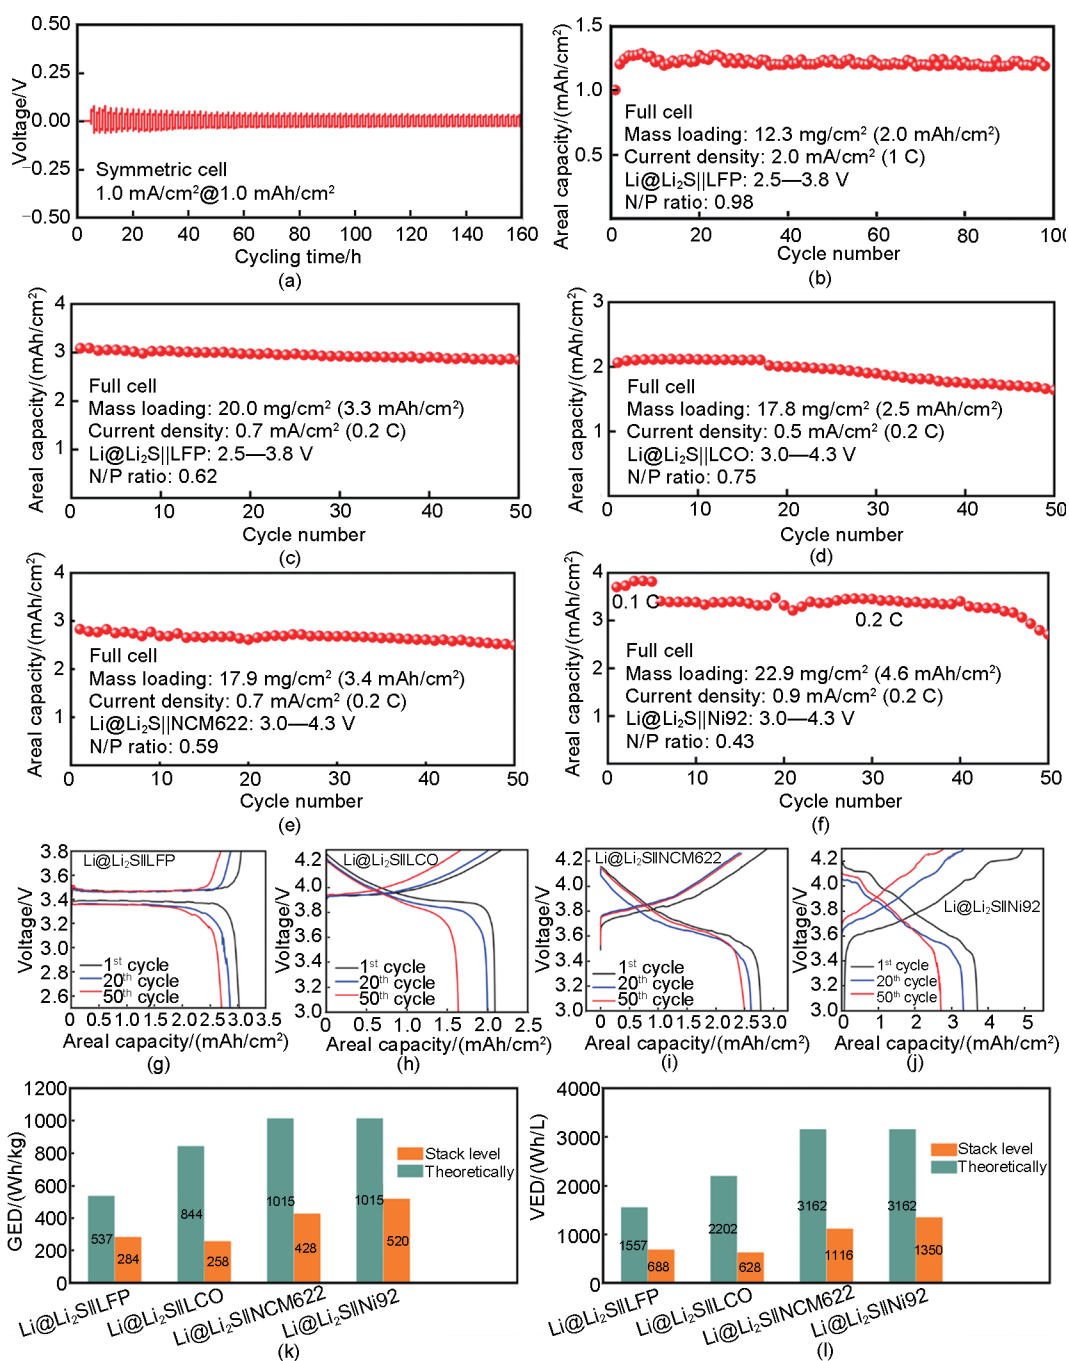 0.50
0.25
0.00
−0.25
−0.50
Voltage/V
Symmetric cell
1.0 mA/cm²@1.0 mAh/cm²
0 20 40 60 80 100 120 140 160
Cycling time/h
(a)
1.5
1.0
0.5
0
Areal capacity/(mAh/cm²)
Full cell
Mass loading: 12.3 mg/cm² (2.0 mAh/cm²)
Current density: 2.0 mA/cm² (1 C)
Li@Li₂S||LFP: 2.5—3.8 V
N/P ratio: 0.98
0 20 40 60 80 100
Cycle number
(b)
4
3
2
1
Areal capacity/(mAh/cm²)
Full cell
Mass loading: 20.0 mg/cm² (3.3 mAh/cm²)
Current density: 0.7 mA/cm² (0.2 C)
Li@Li₂S||LFP: 2.5—3.8 V
N/P ratio: 0.62
0 10 20 30 40 50
Cycle number
(c)
3
2
1
Areal capacity/(mAh/cm²)
Full cell
Mass loading: 17.8 mg/cm² (2.5 mAh/cm²)
Current density: 0.5 mA/cm² (0.2 C)
Li@Li₂S||LCO: 3.0—4.3 V
N/P ratio: 0.75
0 10 20 30 40 50
Cycle number
(d)
4
3
2
1
Areal capacity/(mAh/cm²)
Full cell
Mass loading: 17.9 mg/cm² (3.4 mAh/cm²)
Current density: 0.7 mA/cm² (0.2 C)
Li@Li₂S||NCM622: 3.0—4.3 V
N/P ratio: 0.59
0 10 20 30 40 50
Cycle number
(e)
4
3
2
1
Areal capacity/(mAh/cm²)
0.1 C
0.2 C
Full cell
Mass loading: 22.9 mg/cm² (4.6 mAh/cm²)
Current density: 0.9 mA/cm² (0.2 C)
Li@Li₂S||Ni92: 3.0—4.3 V
N/P ratio: 0.43
0 10 20 30 40 50
Cycle number
(f)
3.8
3.6
3.4
3.2
3.0
2.8
2.6
Voltage/V
Li@Li₂S||LFP
1st cycle
20th cycle
50th cycle
0.0 0.5 1.0 1.5 2.0 2.5 3.0 3.5
Areal capacity/(mAh/cm²)
(g)
4.2
3.9
3.6
3.3
3.0
Voltage/V
Li@Li₂S||LCO
1st cycle
20th cycle
50th cycle
0.0 0.5 1.0 1.5 2.0 2.5
Areal capacity/(mAh/cm²)
(h)
4.2
3.9
3.6
3.3
3.0
Voltage/V
Li@Li₂S||NCM622
1st cycle
20th cycle
50th cycle
0.0 0.5 1.0 1.5 2.0 2.5 3.0
Areal capacity/(mAh/cm²)
(i)
4.2
4.0
3.8
3.6
3.4
3.2
3.0
Voltage/V
Li@Li₂S||Ni92
1st cycle
20th cycle
50th cycle
0 1 2 3 4 5
Areal capacity/(mAh/cm²)
(j)
1200
1000
800
600
400
200
0
GED/(Wh/kg)
Stack level
Theoretically
537 284
844 258
1015 428
1015 520
Li@Li₂S||LFP
Li@Li₂S||LCO
Li@Li₂S||NCM622
Li@Li₂S||Ni92
(k)
4000
3000
2000
1000
0
VED/(Wh/L)
Stack level
Theoretically
1557 688
2202 628
3162 1116
3162 1350
Li@Li₂S||LFP
Li@Li₂S||LCO
Li@Li₂S||NCM622
Li@Li₂S||Ni92
(l)